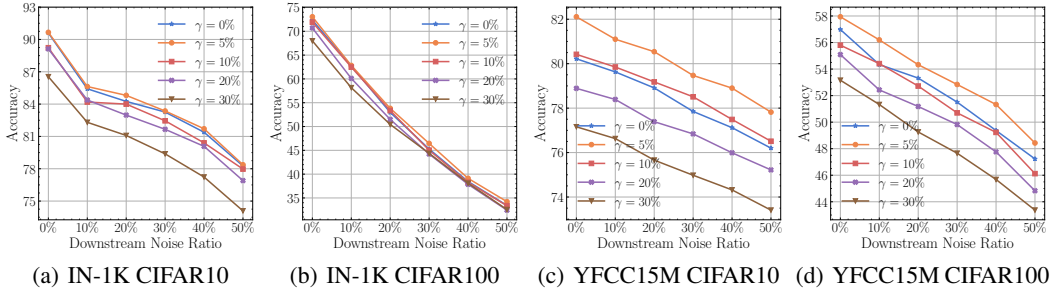 Accuracy
93
90
87
84
81
78
75
0%
10%
20%
30%
40%
50%
Downstream Noise Ratio
γ = 0%
γ = 5%
γ = 10%
γ = 20%
γ = 30%
(a) IN-1K CIFAR10
Accuracy
75
70
65
60
55
50
45
40
35
0%
10%
20%
30%
40%
50%
Downstream Noise Ratio
γ = 0%
γ = 5%
γ = 10%
γ = 20%
γ = 30%
(b) IN-1K CIFAR100
Accuracy
82
80
78
76
74
0%
10%
20%
30%
40%
50%
Downstream Noise Ratio
γ = 0%
γ = 5%
γ = 10%
γ = 20%
γ = 30%
(c) YFCC15M CIFAR10
Accuracy
58
56
54
52
50
48
46
44
0%
10%
20%
30%
40%
50%
Downstream Noise Ratio
γ = 0%
γ = 5%
γ = 10%
γ = 20%
γ = 30%
(d) YFCC15M CIFAR100